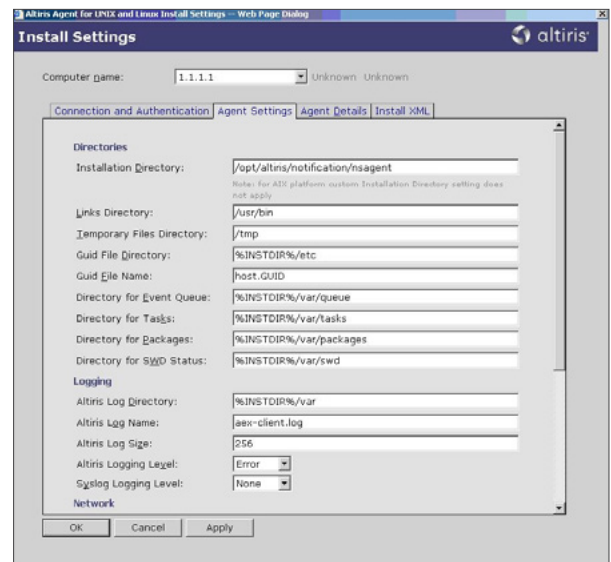 Altiris Agent for UNIX and Linux Install Settings -- Web Page Dialog
Install Settings
altiris
Computer name: 1.1.1.1 Unknown Unknown
Connection and Authentication Agent Settings Agent Details Install XML
Directories
Installation Directory: /opt/altiris/notification/nsagent
Note: for AIX platform custom Installation Directory setting does
not apply
Links Directory: /usr/bin
Temporary Files Directory: /tmp
Guid File Directory: %INSTDIR%/etc
Guid File Name: host.GUID
Directory for Event Queue: %INSTDIR%/var/queue
Directory for Tasks: %INSTDIR%/var/tasks
Directory for Packages: %INSTDIR%/var/packages
Directory for SWD Status: %INSTDIR%/var/swd
Logging
Altiris Log Directory: %INSTDIR%/var
Altiris Log Name: aex-client.log
Altiris Log Size: 256
Altiris Logging Level: Error
Syslog Logging Level: None
Network
OK Cancel Apply